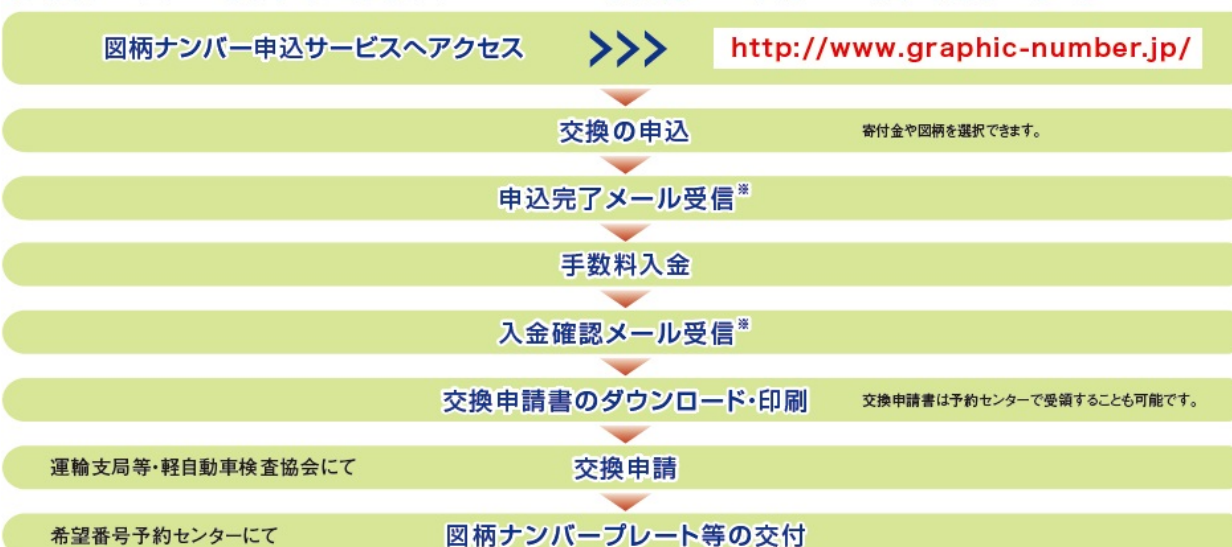 図柄ナンバー申込サービスへアクセス >>> http://www.graphic-number.jp/
交換の申込 寄付金や図柄を選択できます。
申込完了メール受信※
手数料入金
入金確認メール受信※
交換申請書のダウンロード・印刷 交換申請書は予約センターで受領することも可能です。
運輸支局等・軽自動車検査協会にて 交換申請
希望番号予約センターにて 図柄ナンバープレート等の交付